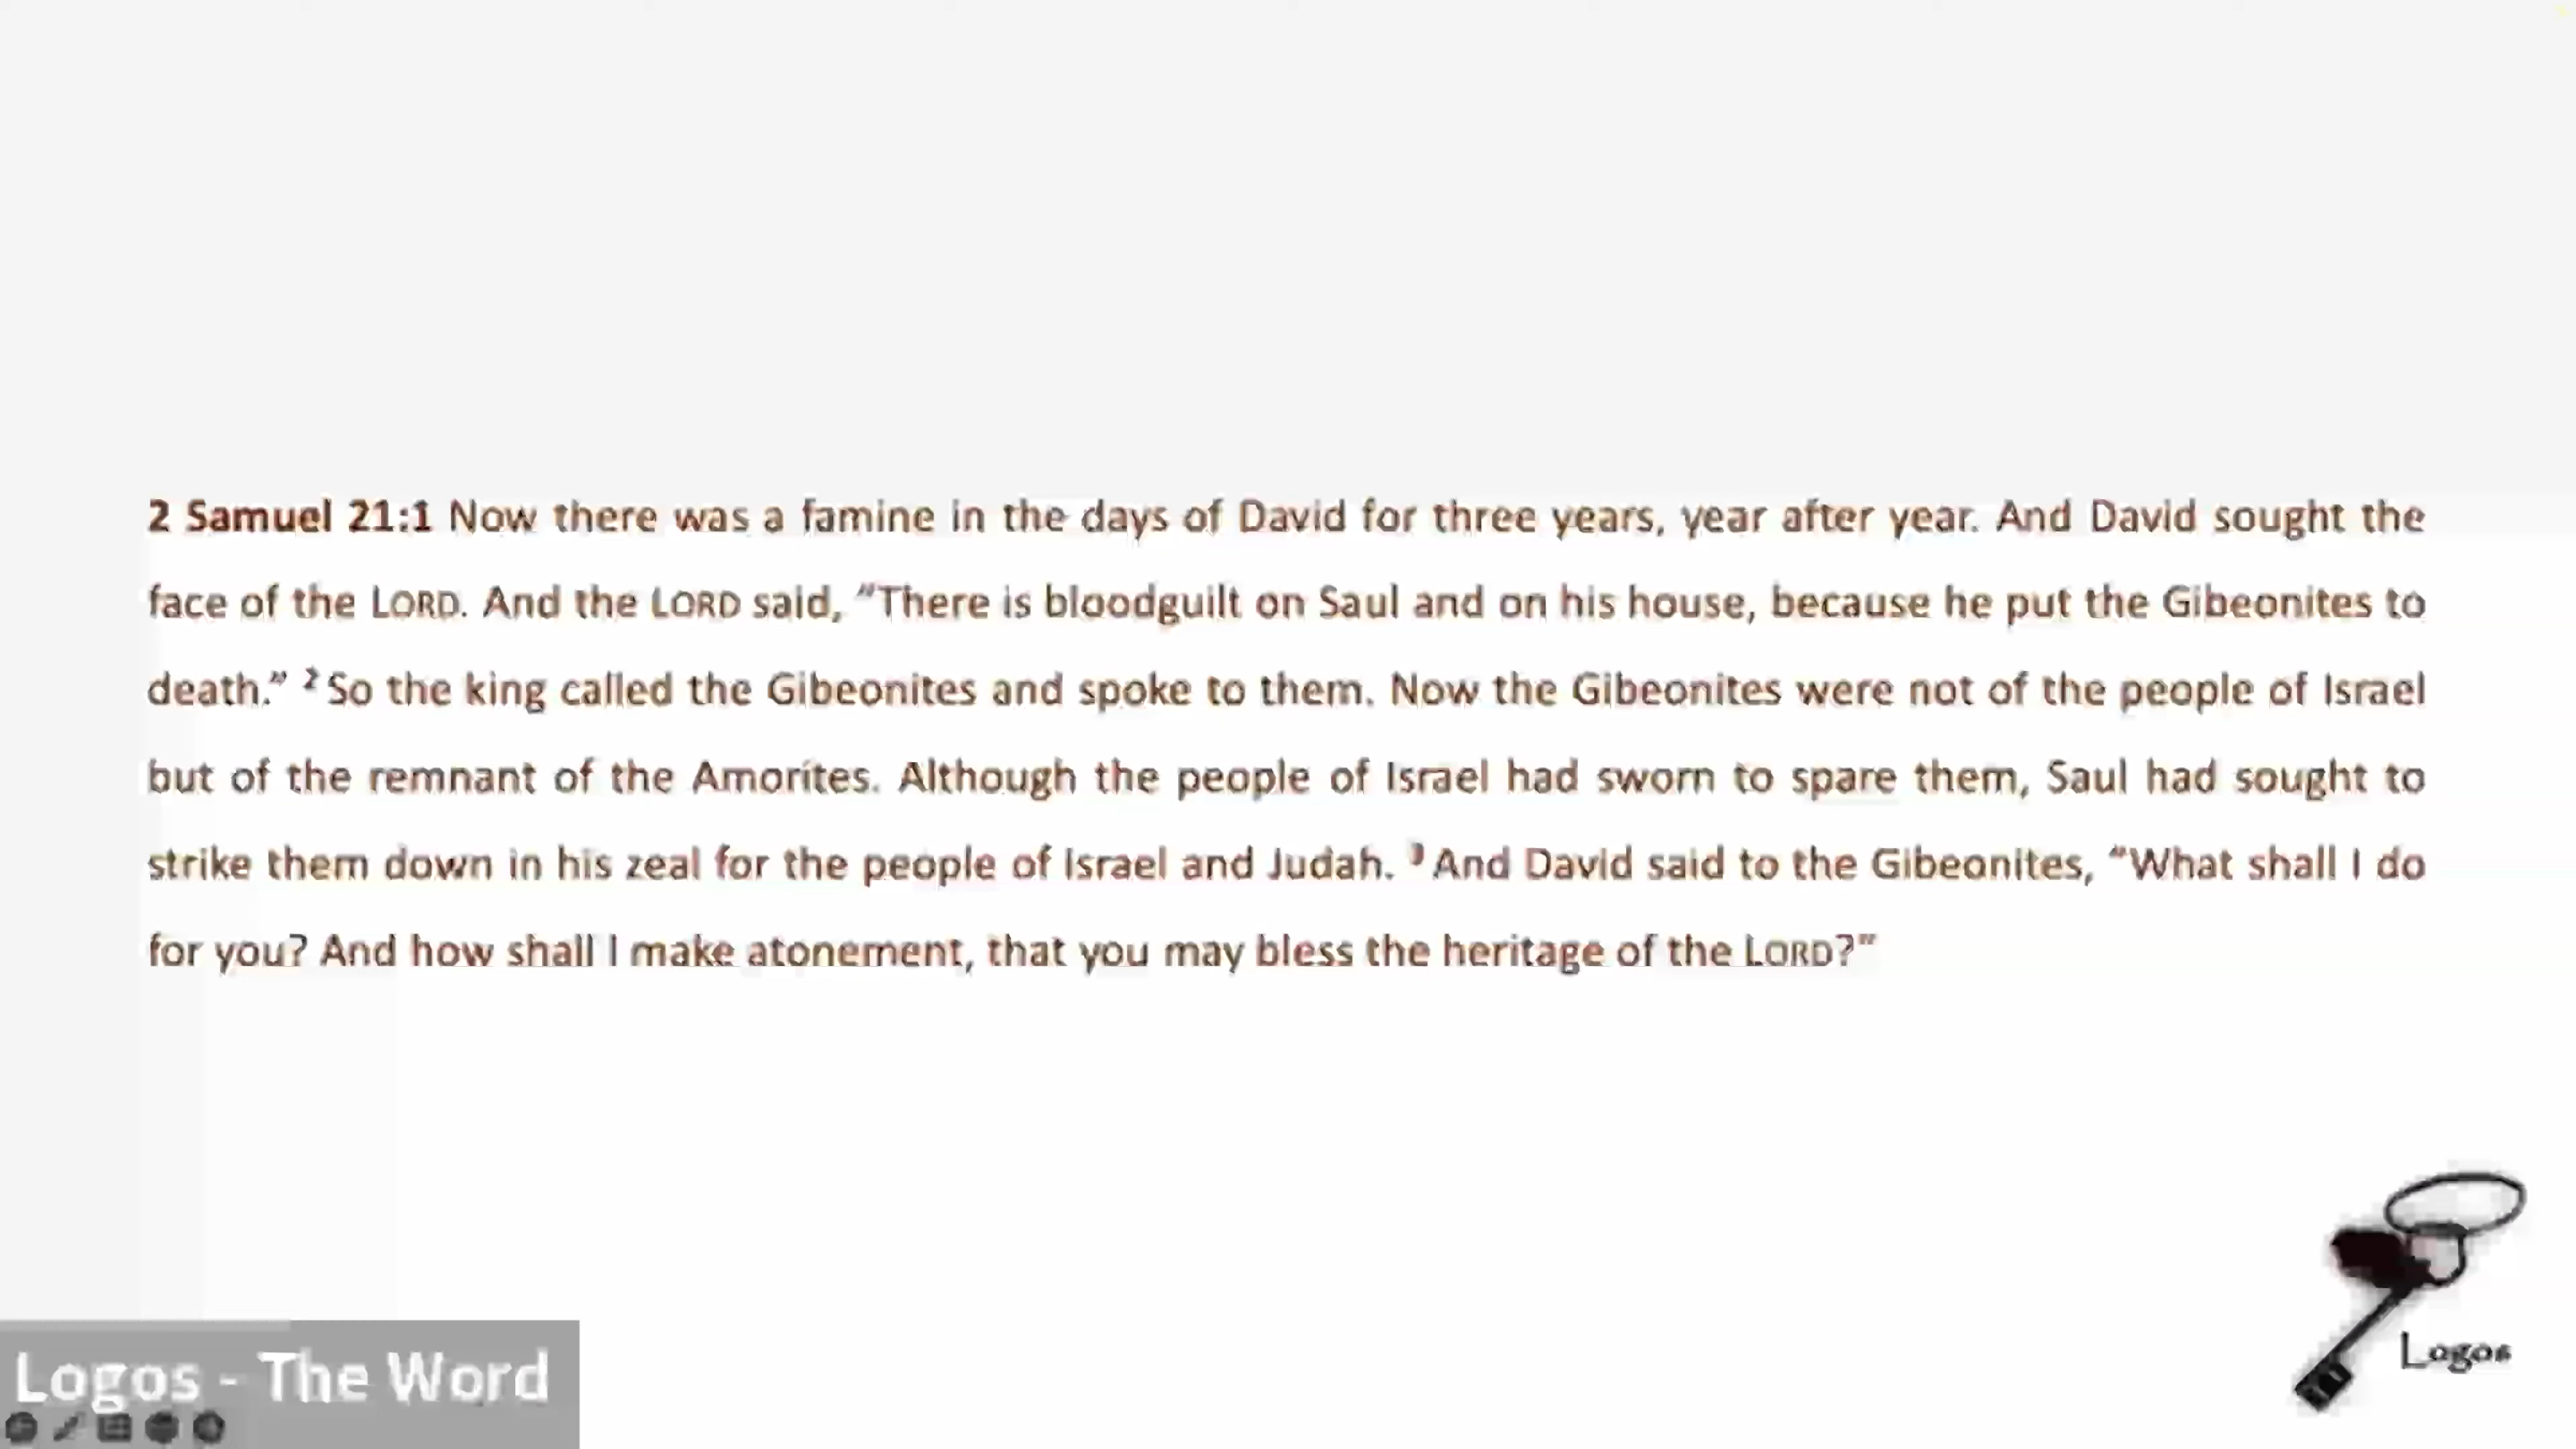 2 Samuel 21:1 Now there was a famine in the days of David for three years, year after year. And David sought the
face of the LORD. And the LORD said, “There is bloodguilt on Saul and on his house, because he put the Gibeonites to
death.” ² So the king called the Gibeonites and spoke to them. Now the Gibeonites were not of the people of Israel
but of the remnant of the Amorites. Although the people of Israel had sworn to spare them, Saul had sought to
strike them down in his zeal for the people of Israel and Judah. ³ And David said to the Gibeonites, “What shall I do
for you? And how shall I make atonement, that you may bless the heritage of the LORD?”
Logos
Logos - The Word